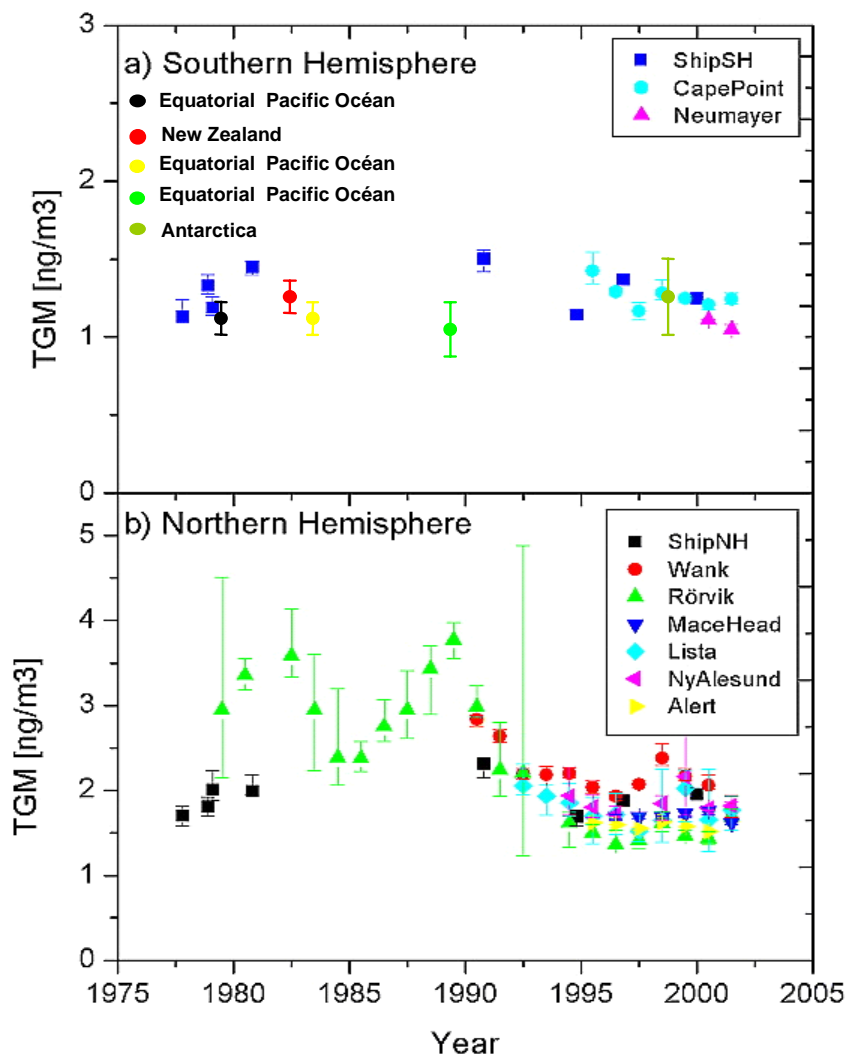 3
a) Southern Hemisphere
Equatorial Pacific Océan
New Zealand
Equatorial Pacific Océan
Equatorial Pacific Océan
Antarctica
ShipSH
CapePoint
Neumayer
2
1
0
TGM [ng/m3]
b) Northern Hemisphere
ShipNH
Wank
Rörvik
MaceHead
Lista
NyAlesund
Alert
5
4
3
2
1
0
TGM [ng/m3]
1975 1980 1985 1990 1995 2000 2005
Year